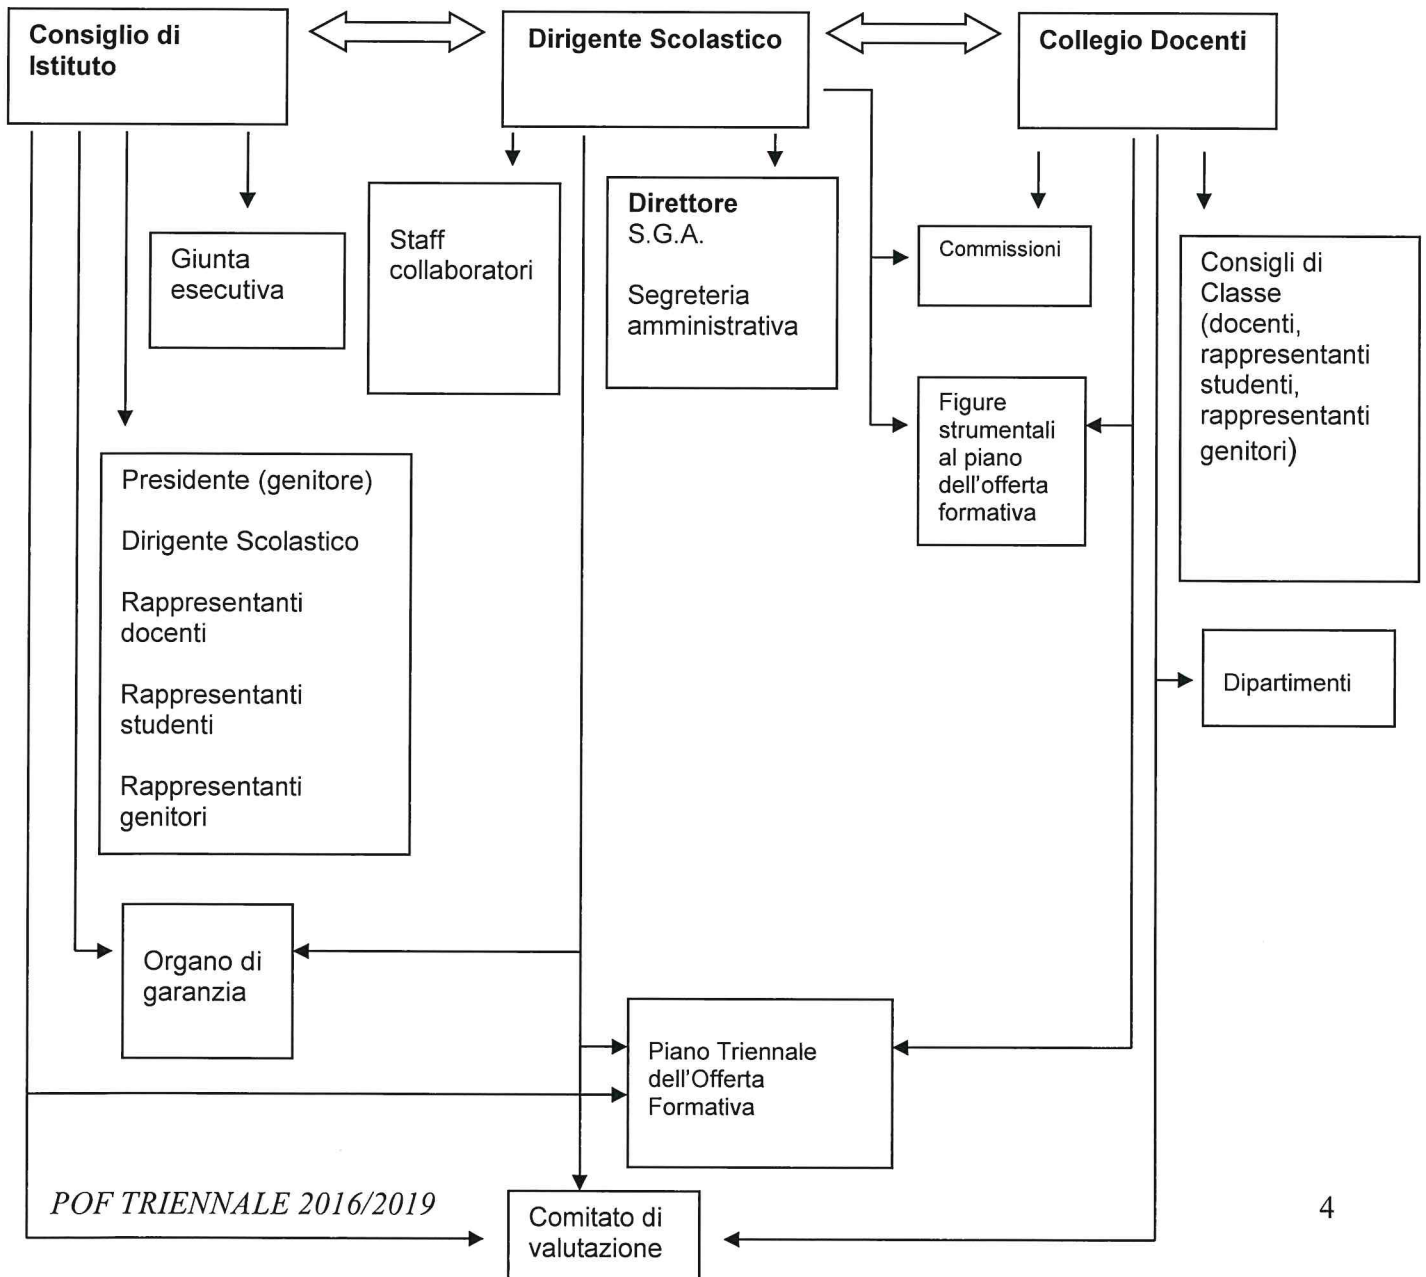 Consiglio di
Istituto
Dirigente Scolastico
Collegio Docenti
Giunta
esecutiva
Staff
collaboratori
Direttore
S.G.A.
Segreteria
amministrativa
Commissioni
Consigli di
Classe
(docenti,
rappresentanti
studenti,
rappresentanti
genitori)
Figure
strumentali
al piano
dell'offerta
formativa
Presidente (genitore)
Dirigente Scolastico
Rappresentanti
docenti
Rappresentanti
studenti
Rappresentanti
genitori
Dipartimenti
Organo di
garanzia
Piano Triennale
dell'Offerta
Formativa
Comitato di
valutazione
POF TRIENNALE 2016/2019
4